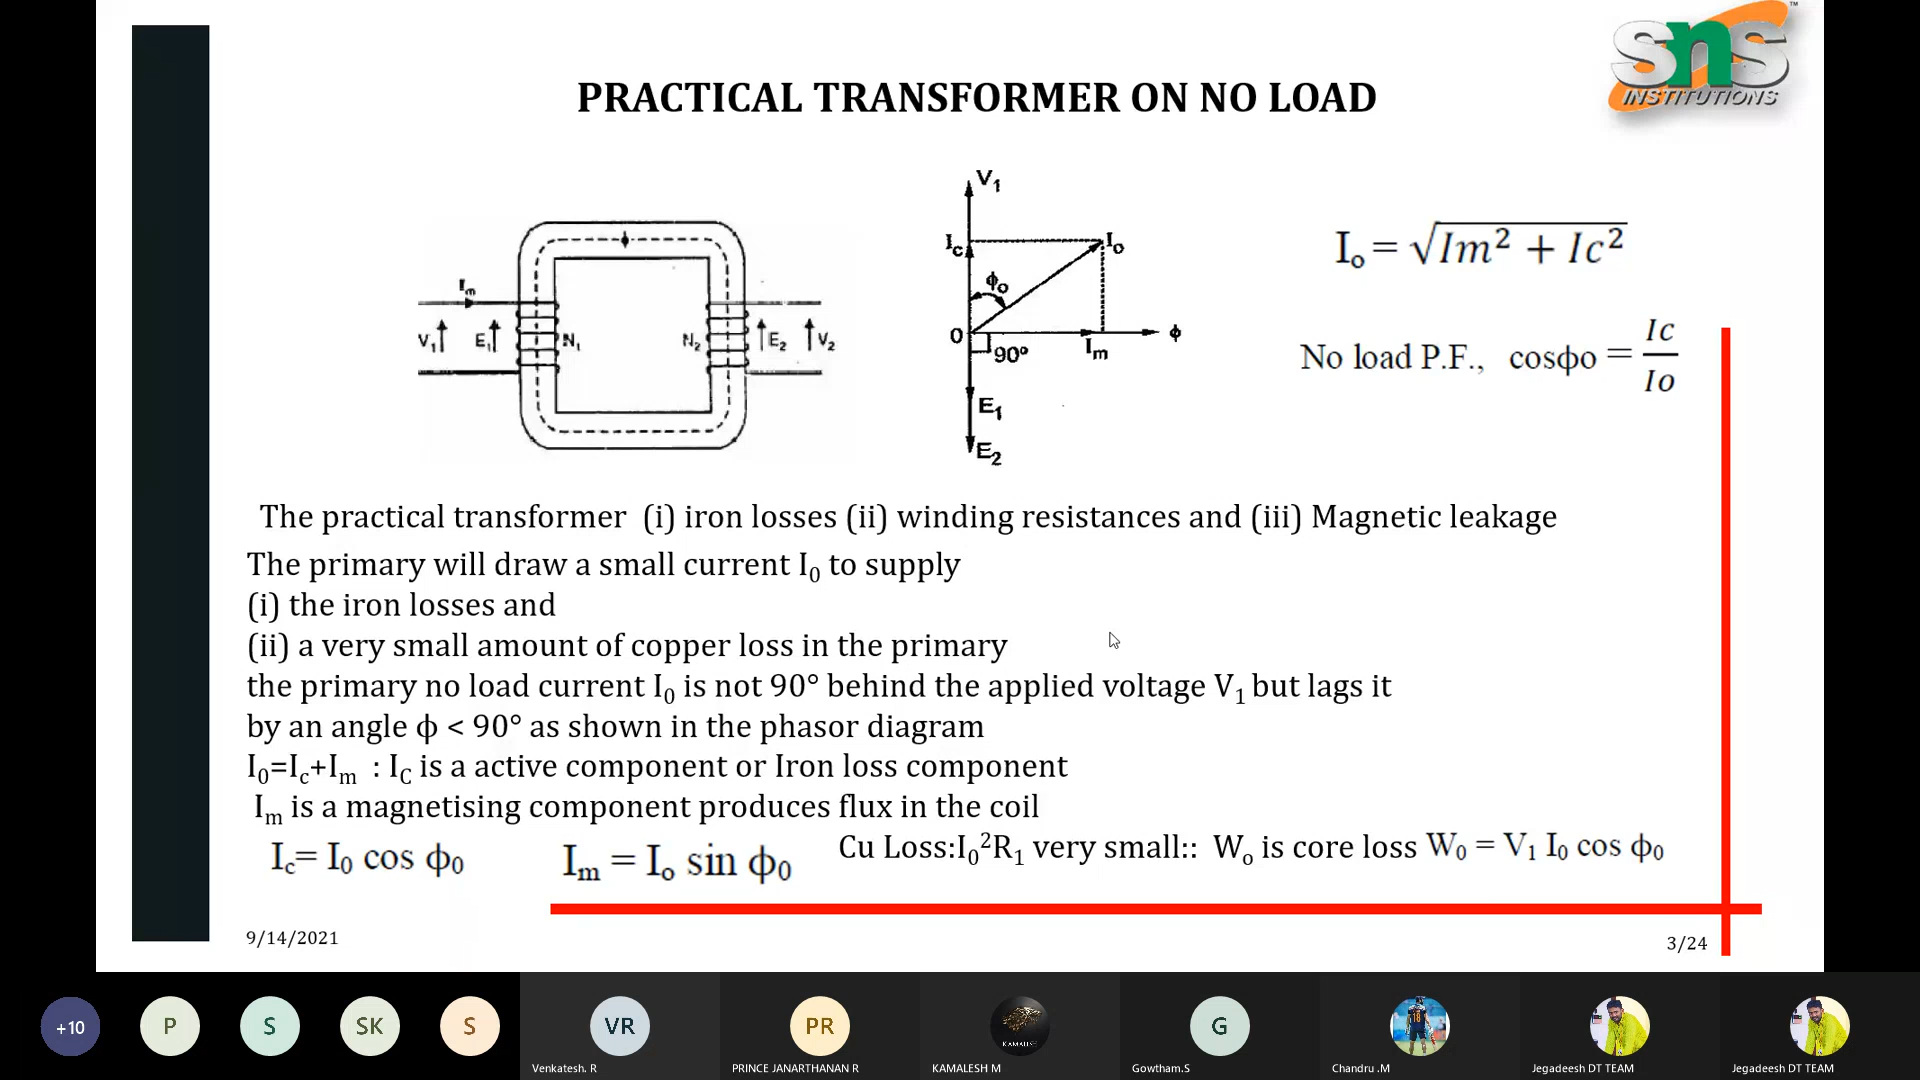 sns
INSTITUTIONS
™
PRACTICAL TRANSFORMER ON NO LOAD
Im
V1 E1 N1 N2 E2 V2
ϕ
V1
Ic Io
ϕo
0 ϕ
90° Im
E1
E2
Io = √Im² + Ic²
No load P.F., cosϕo = Ic/Io
The practical transformer (i) iron losses (ii) winding resistances and (iii) Magnetic leakage
The primary will draw a small current I₀ to supply
(i) the iron losses and
(ii) a very small amount of copper loss in the primary
the primary no load current I₀ is not 90° behind the applied voltage V₁ but lags it
by an angle ϕ < 90° as shown in the phasor diagram
I₀=Ic+Im : IC is a active component or Iron loss component
Im is a magnetising component produces flux in the coil
Ic= I₀ cos ϕ₀ Im = Io sin ϕ₀ Cu Loss:I₀²R₁ very small:: Wo is core loss W₀ = V₁ I₀ cos ϕ₀
9/14/2021 3/24
+10 P S SK S VR PR KAMALESH G 18
Venkatesh. R PRINCE JANARTHANAN R KAMALESH M Gowtham.S Chandru .M Jegadeesh DT TEAM Jegadeesh DT TEAM